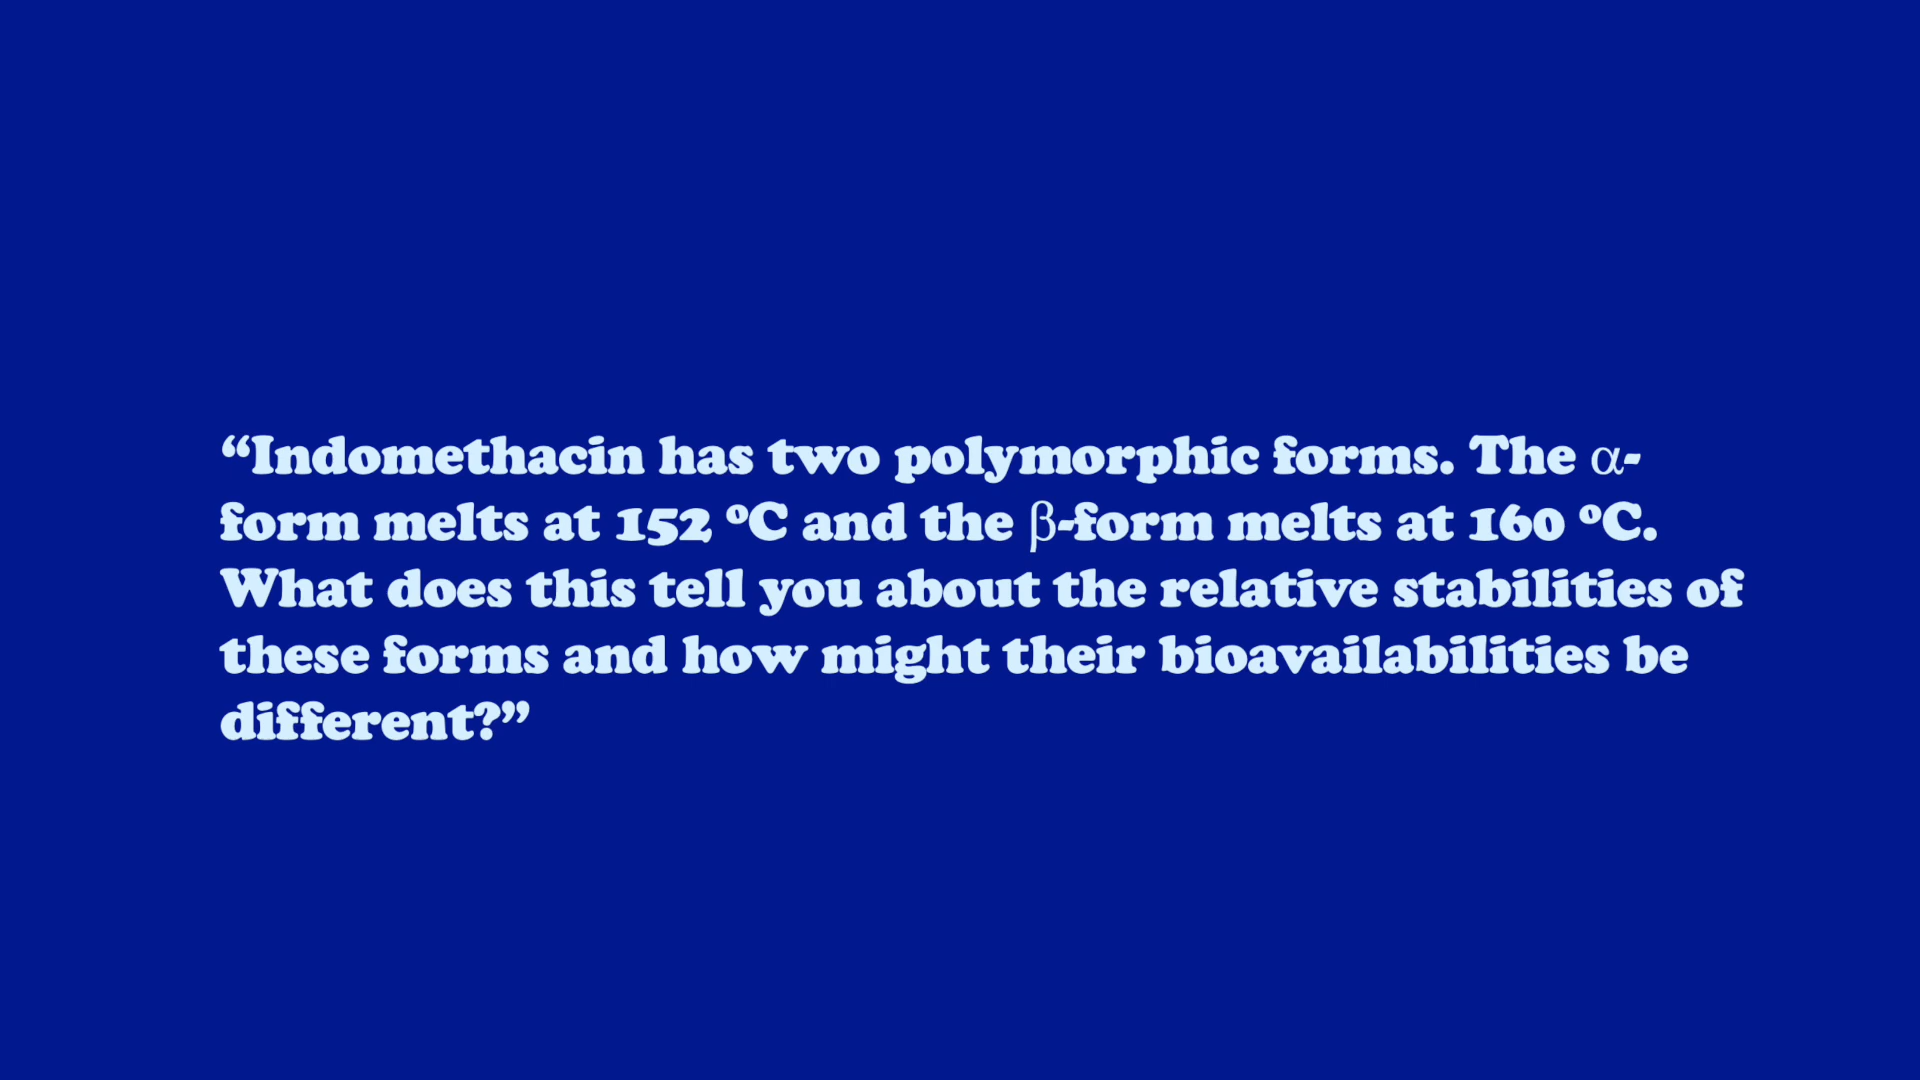 “Indomethacin has two polymorphic forms. The α-
form melts at 152 ºC and the β-form melts at 160 ºC.
What does this tell you about the relative stabilities of
these forms and how might their bioavailabilities be
different?”